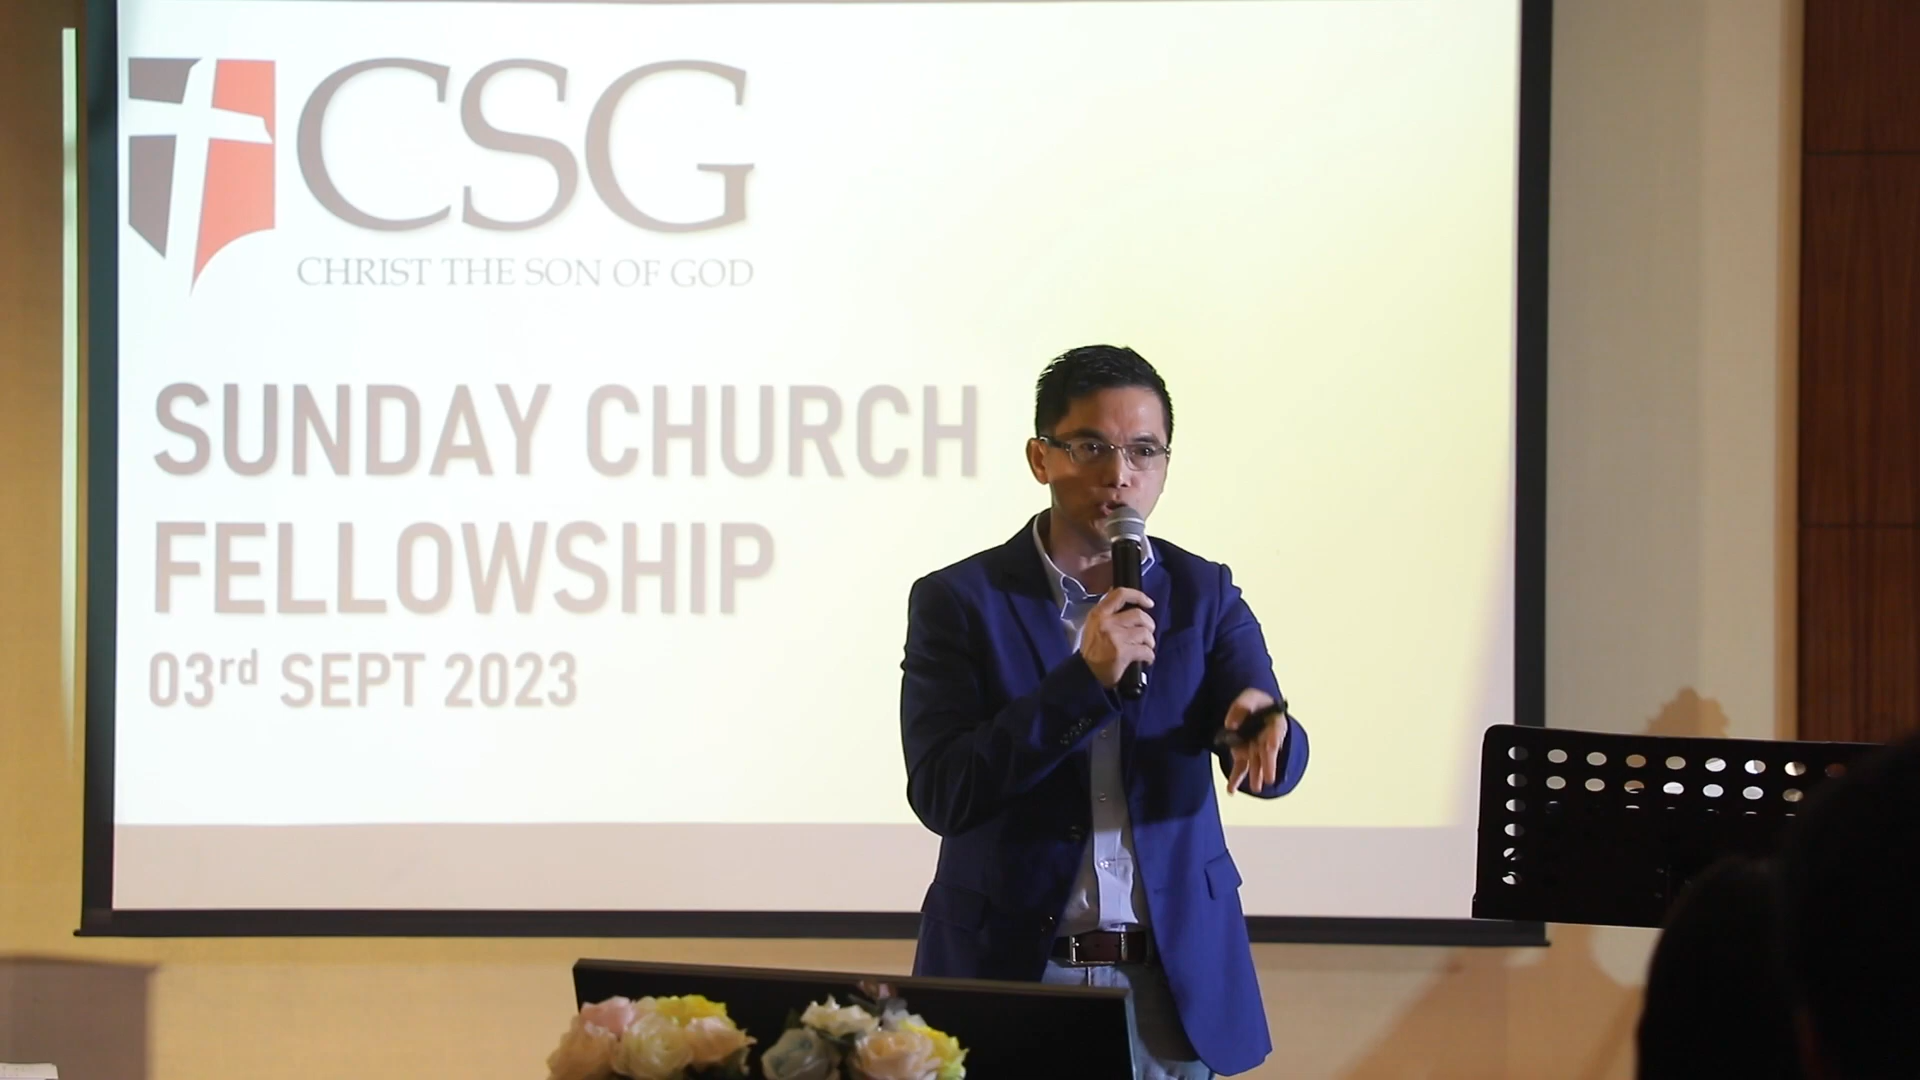 CSG
CHRIST THE SON OF GOD
SUNDAY CHURCH
FELLOWSHIP
03rd SEPT 2023